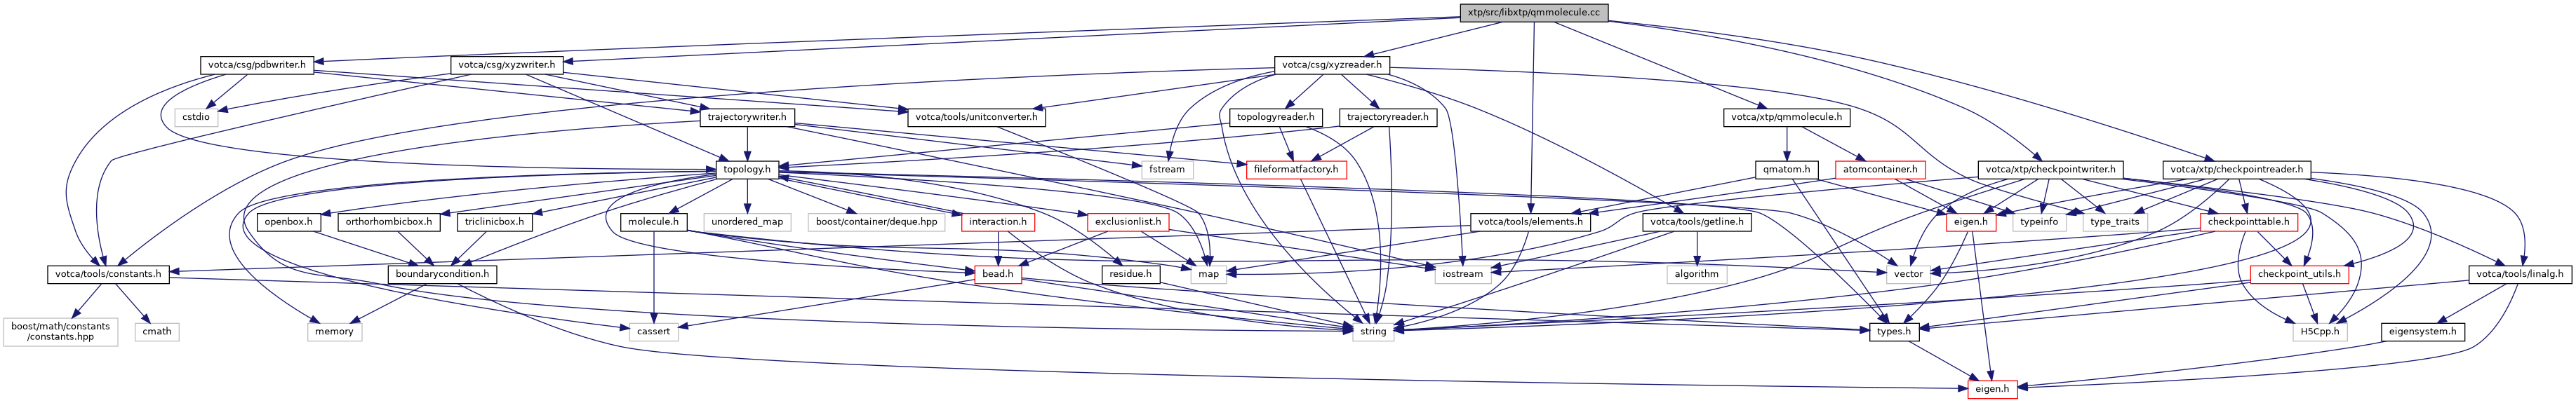 xtp/src/libxtp/qmmolecule.cc
votca/csg/pdbwriter.h
votca/csg/xyzwriter.h
votca/csg/xyzreader.h
cstdio
trajectorywriter.h
votca/tools/unitconverter.h
topologyreader.h
trajectoryreader.h
votca/xtp/qmmolecule.h
topology.h
fstream
fileformatfactory.h
qmatom.h
atomcontainer.h
votca/xtp/checkpointwriter.h
votca/xtp/checkpointreader.h
openbox.h
orthorhombicbox.h
triclinicbox.h
molecule.h
unordered_map
boost/container/deque.hpp
interaction.h
exclusionlist.h
votca/tools/elements.h
votca/tools/getline.h
eigen.h
typeinfo
type_traits
checkpointtable.h
votca/tools/constants.h
boundarycondition.h
bead.h
residue.h
map
iostream
algorithm
vector
checkpoint_utils.h
votca/tools/linalg.h
boost/math/constants
/constants.hpp
cmath
memory
cassert
string
types.h
H5Cpp.h
eigensystem.h
eigen.h